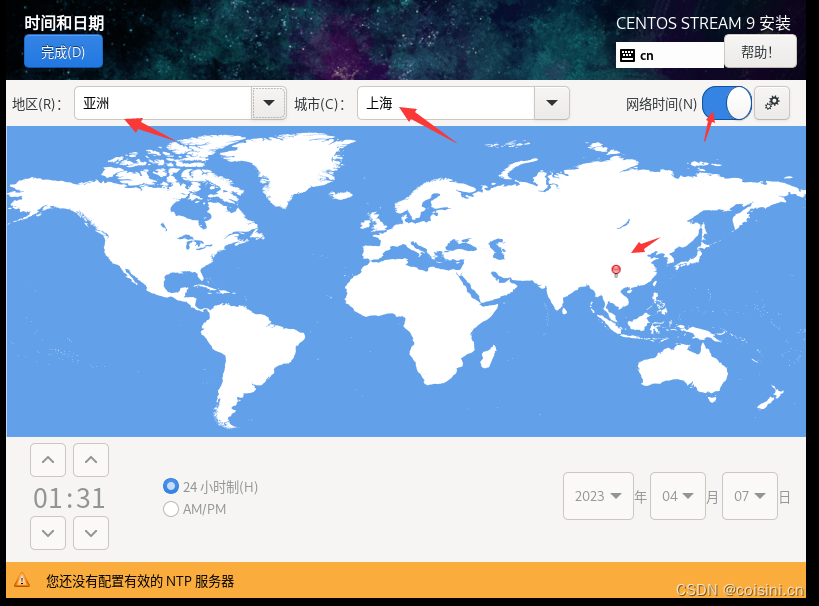 时间和日期
CENTOS STREAM 9 安装
完成(D)
cn
帮助!
地区(R): 亚洲 城市(C): 上海 网络时间(N)
01:31
24 小时制(H)
AM/PM
2023 年 04 月 07 日
您还没有配置有效的 NTP 服务器
CSDN @coisini.cn